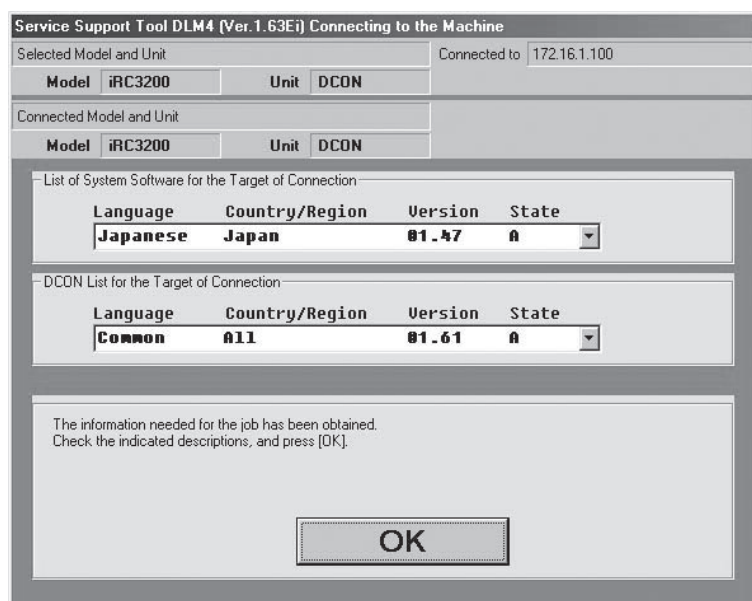 Service Support Tool DLM4 (Ver.1.63Ei) Connecting to the Machine
Selected Model and Unit
Connected to 172.16.1.100
Model iRC3200 Unit DCON
Connected Model and Unit
Model iRC3200 Unit DCON
List of System Software for the Target of Connection
Language Country/Region Version State
Japanese Japan 01.47 A
DCON List for the Target of Connection
Language Country/Region Version State
Common All 01.61 A
The information needed for the job has been obtained.
Check the indicated descriptions, and press [OK].
OK